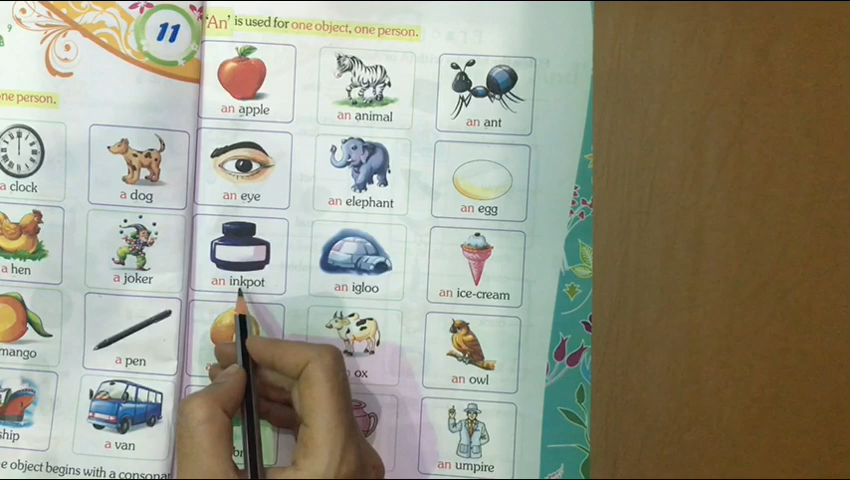 11
'An' is used for one object, one person.
one person.
an apple
an animal
an ant
a clock
a dog
an eye
an elephant
an egg
a hen
a joker
an inkpot
an igloo
an ice-cream
mango
a pen
ox
an owl
ship
a van
an umpire
object begins with a